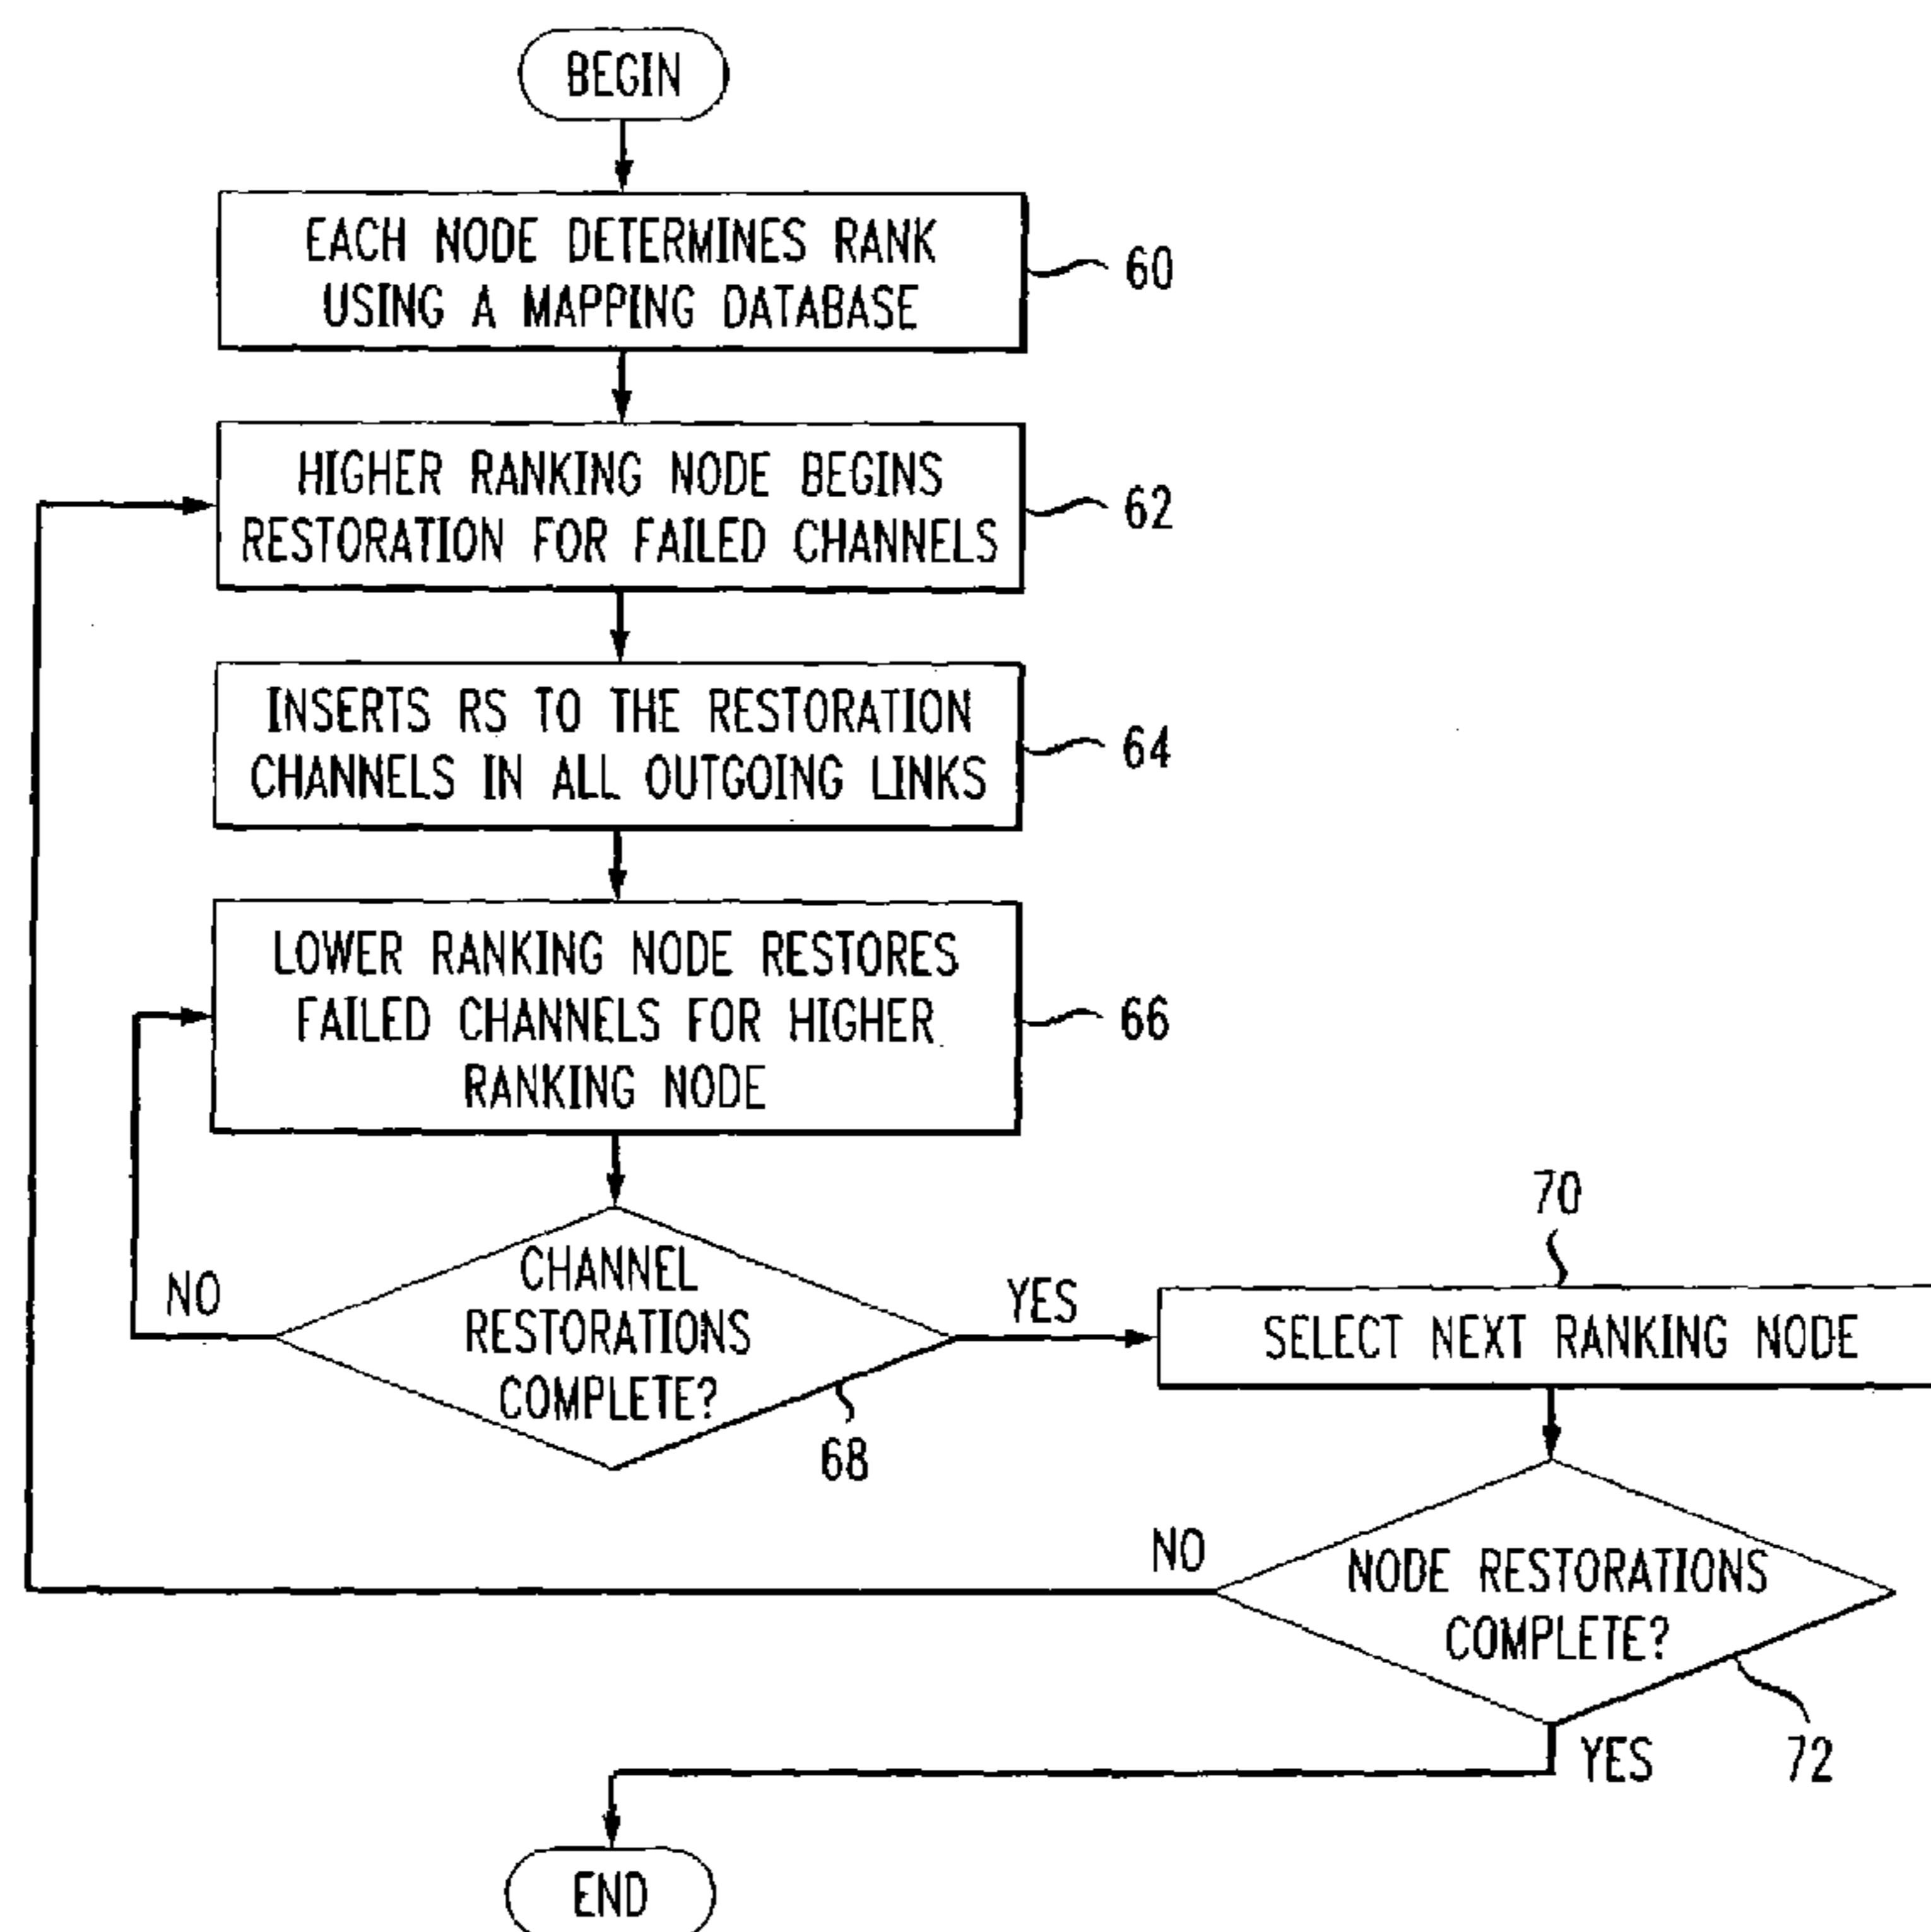 BEGIN
EACH NODE DETERMINES RANK
USING A MAPPING DATABASE
60
HIGHER RANKING NODE BEGINS
RESTORATION FOR FAILED CHANNELS
62
INSERTS RS TO THE RESTORATION
CHANNELS IN ALL OUTGOING LINKS
64
LOWER RANKING NODE RESTORES
FAILED CHANNELS FOR HIGHER
RANKING NODE
66
CHANNEL
RESTORATIONS
COMPLETE?
68
NO
YES
70
SELECT NEXT RANKING NODE
NODE RESTORATIONS
COMPLETE?
72
NO
YES
END